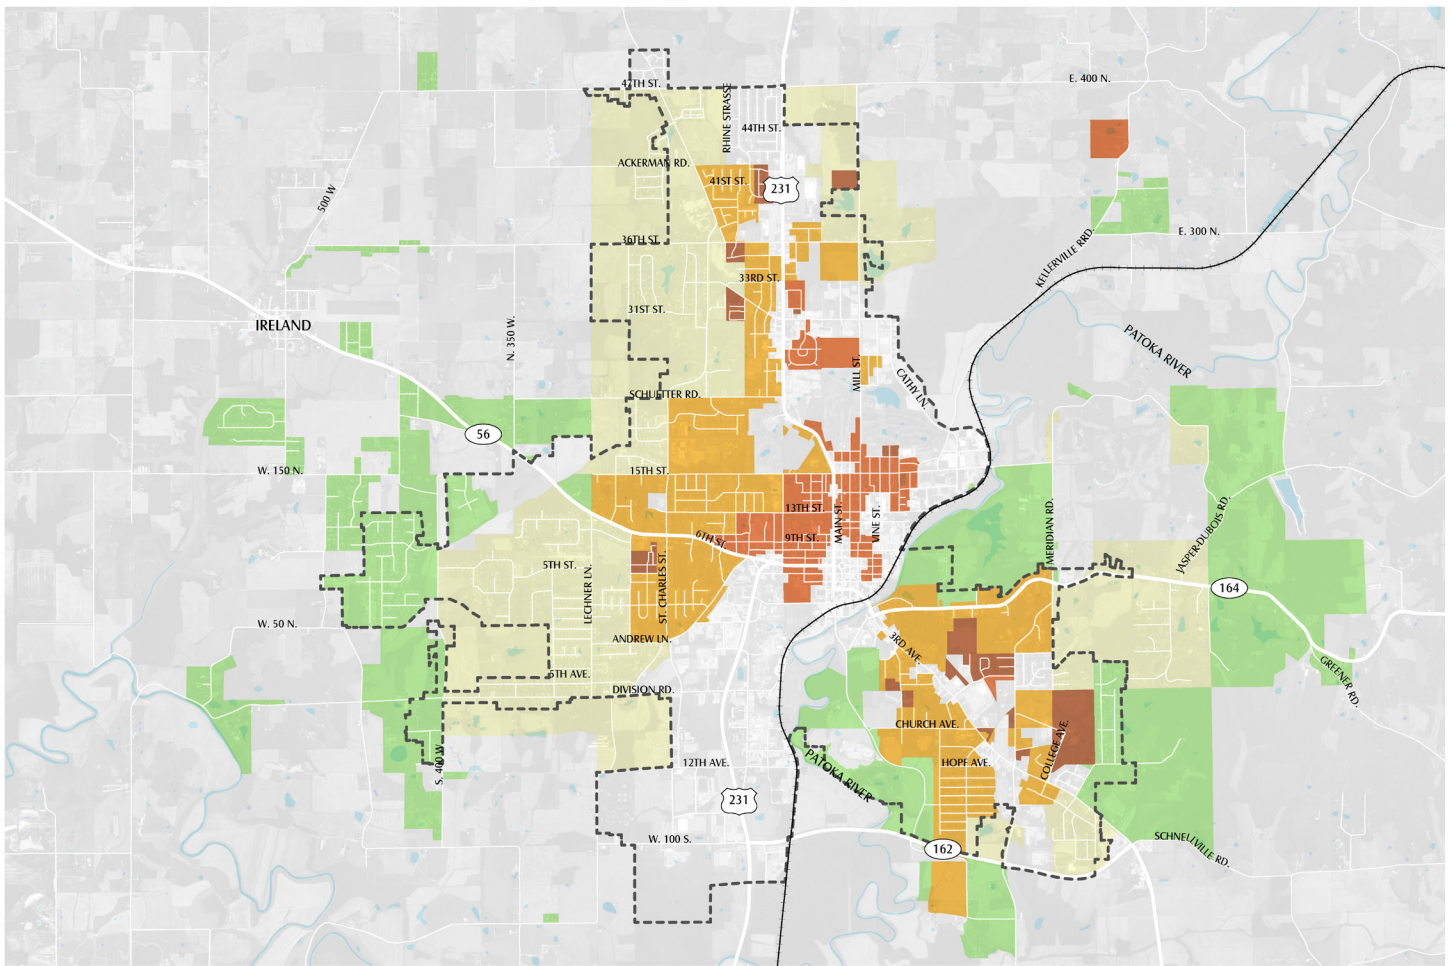 47TH ST.
E. 400 N.
RHINE STRASSE
44TH ST.
ACKERMAN RD.
41ST ST.
231
500 W
36TH ST.
E. 300 N.
KELLERVILLE RRD.
33RD ST.
31ST ST.
IRELAND
N. 350 W.
PATOKA RIVER
MILL ST.
CATHY LN.
SCHUETTER RD.
56
W. 150 N.
15TH ST.
13TH ST.
MAIN ST.
VINE ST.
MERIDIAN RD.
JASPER-DUBOIS RD.
6TH ST.
9TH ST.
5TH ST.
LECHNER LN.
ST. CHARLES ST.
164
W. 50 N.
ANDREW LN.
3RD AVE.
5TH AVE.
GREENER RD.
DIVISION RD.
CHURCH AVE.
COLLEGE AVE.
S. 400 W
12TH AVE.
PATOKA RIVER
HOPF AVE.
231
W. 100 S.
162
SCHNELLVILLE RD.